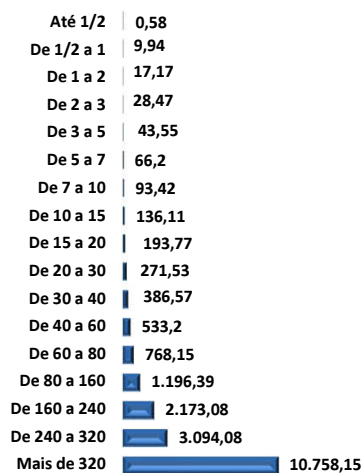 Até 1/2 0,58
De 1/2 a 1 9,94
De 1 a 2 17,17
De 2 a 3 28,47
De 3 a 5 43,55
De 5 a 7 66,2
De 7 a 10 93,42
De 10 a 15 136,11
De 15 a 20 193,77
De 20 a 30 271,53
De 30 a 40 386,57
De 40 a 60 533,2
De 60 a 80 768,15
De 80 a 160 1.196,39
De 160 a 240 2.173,08
De 240 a 320 3.094,08
Mais de 320 10.758,15